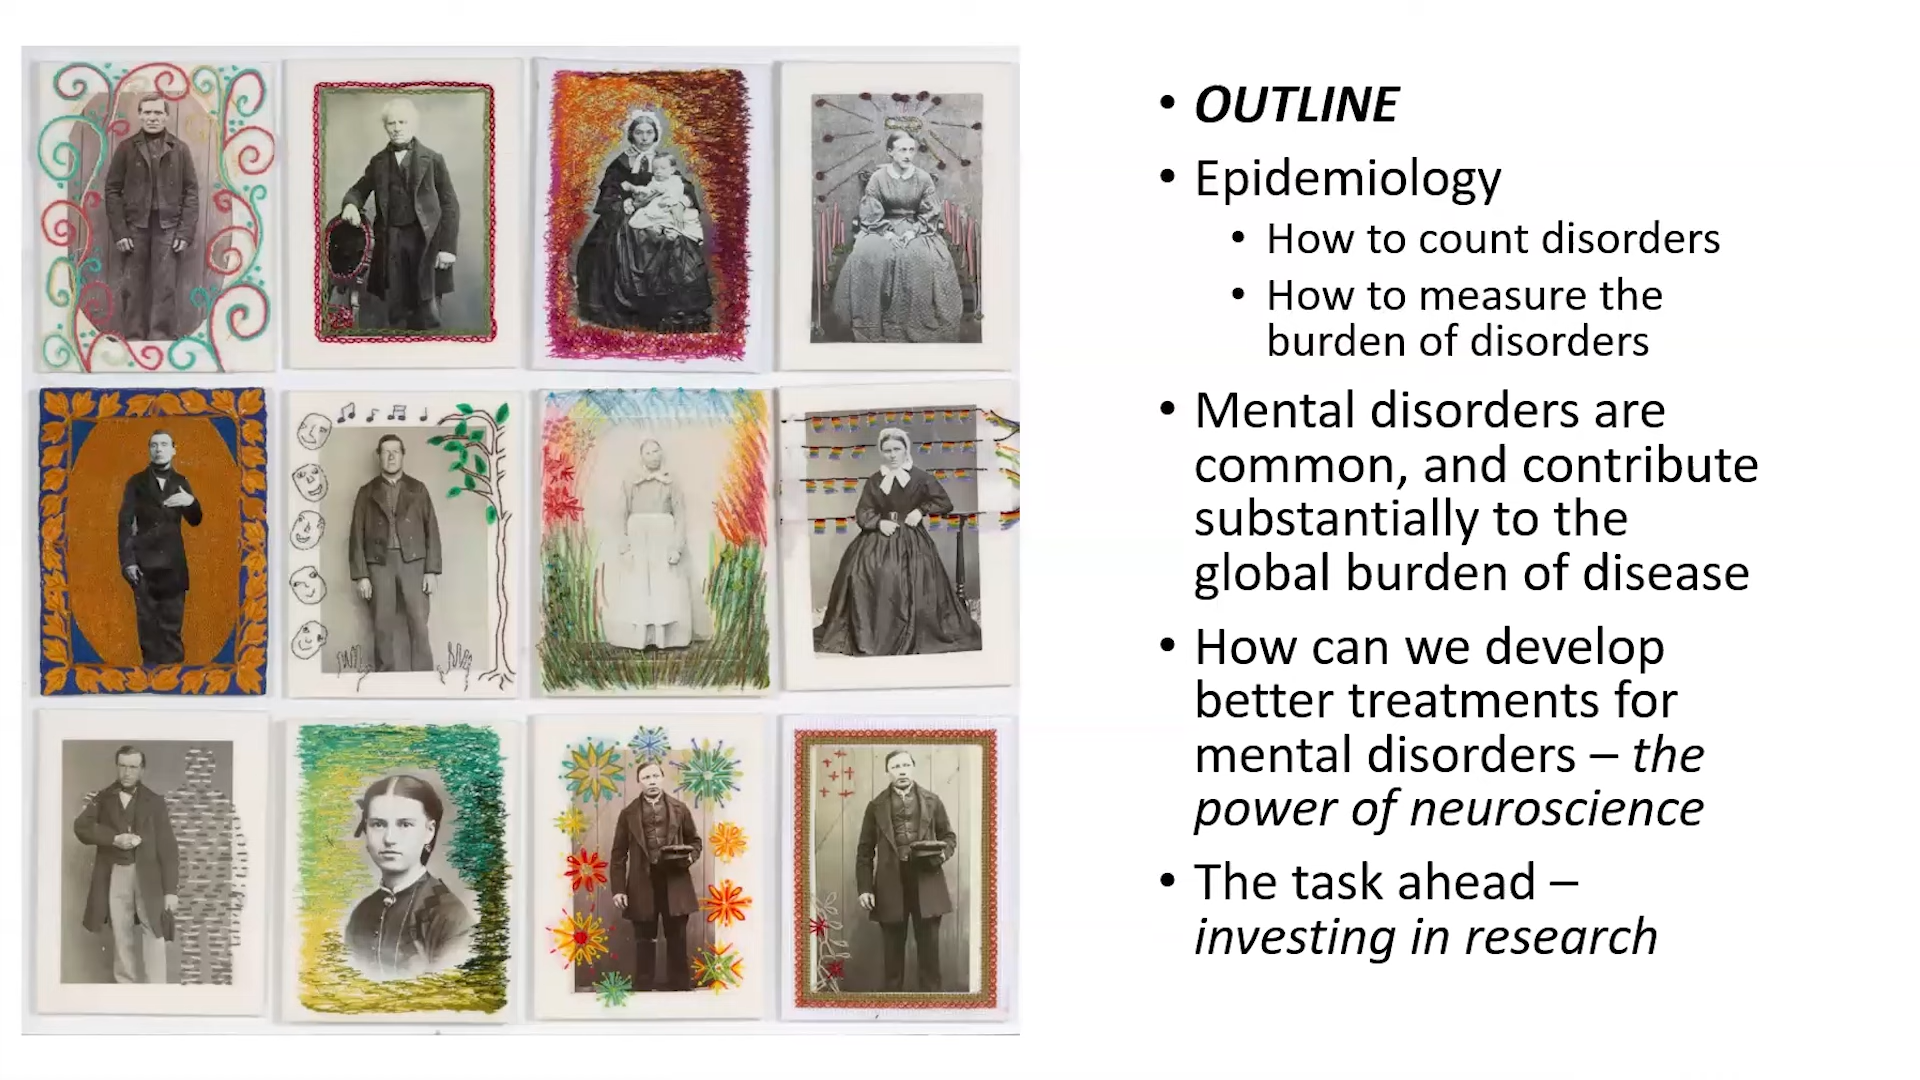 • OUTLINE
• Epidemiology
• How to count disorders
• How to measure the
burden of disorders
• Mental disorders are
common, and contribute
substantially to the
global burden of disease
• How can we develop
better treatments for
mental disorders – the
power of neuroscience
• The task ahead –
investing in research